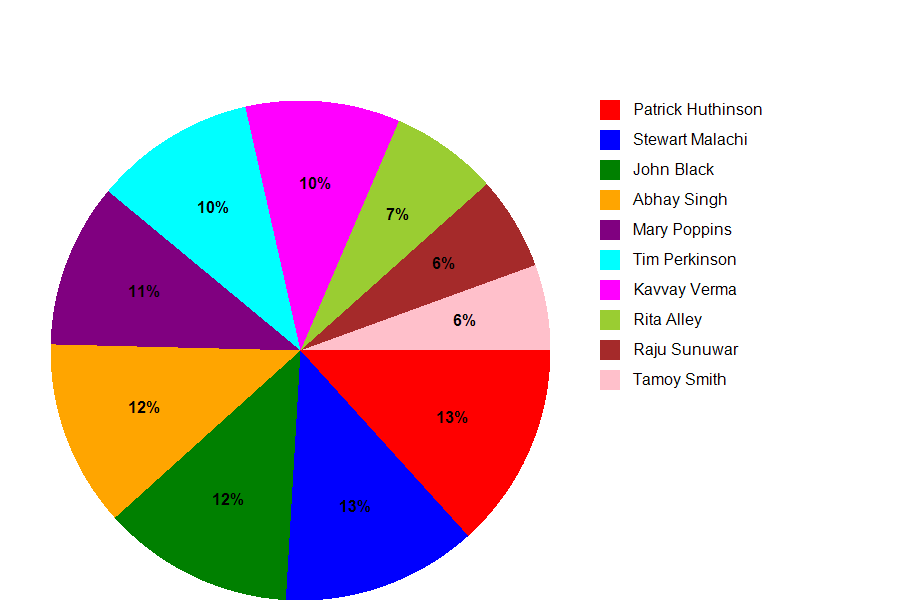 10%
10%
7%
6%
11%
6%
12%
13%
12%
13%
Patrick Huthinson
Stewart Malachi
John Black
Abhay Singh
Mary Poppins
Tim Perkinson
Kavvay Verma
Rita Alley
Raju Sunuwar
Tamoy Smith